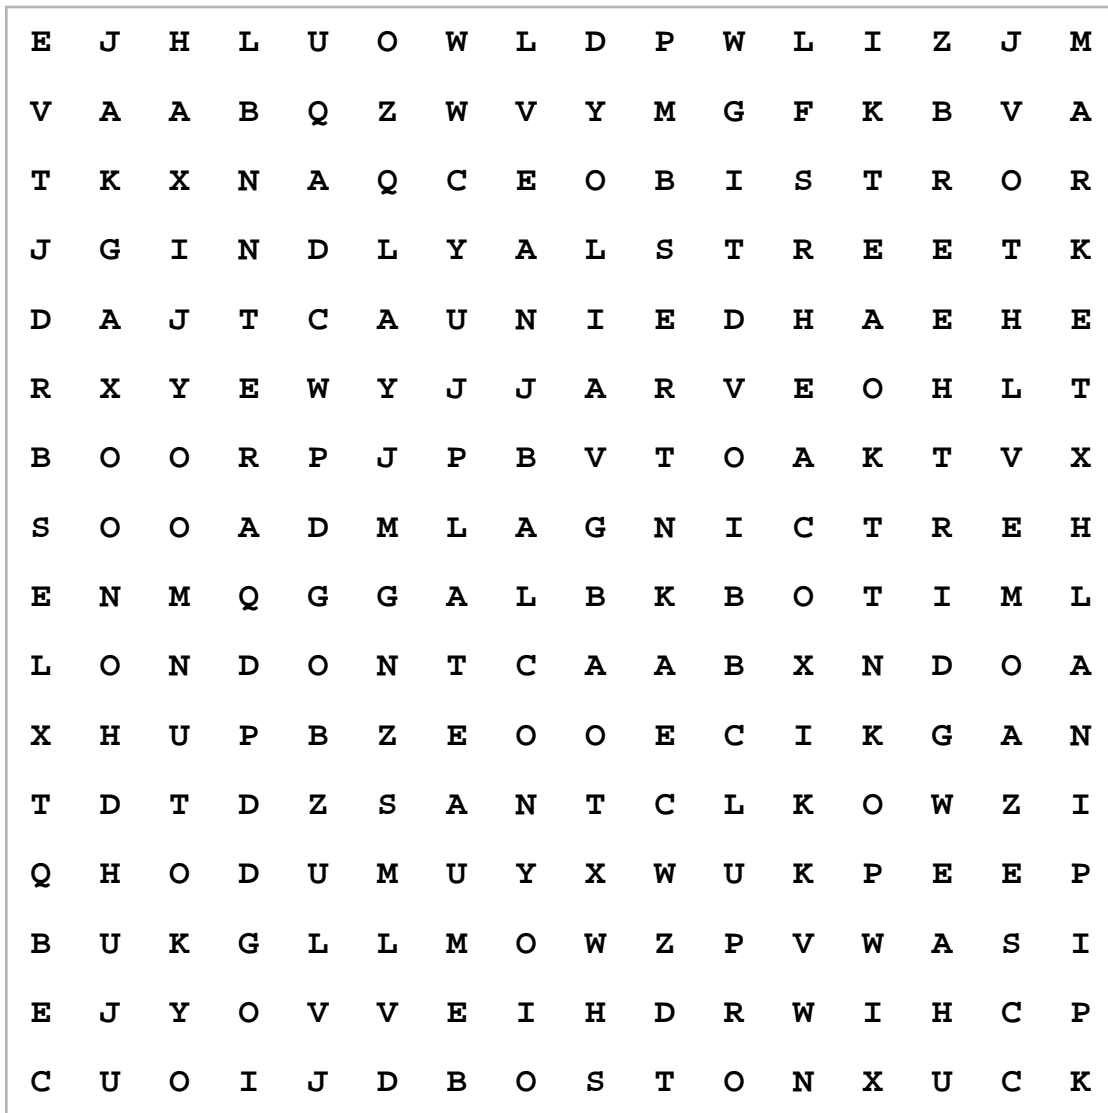 E J H L U O W L D P W L I Z J M
V A A B Q Z W V Y M G F K B V A
T K X N A Q C E O B I S T R O R
J G I N D L Y A L S T R E E T K
D A J T C A U N I E D H A E H E
R X Y E W Y J J A R V E O H L T
B O O R P J P B V T O A K T V X
S O O A D M L A G N I C T R E H
E N M Q G G A L B K B O T I M L
L O N D O N T C A A B X N D O A
X H U P B Z E O O E C I K G A N
T D T D Z S A N T C L K O W Z I
Q H O D U M U Y X W U K P E E P
B U K G L L M O W Z P V W A S I
E J Y O V V E I H D R W I H C P
C U O I J D B O S T O N X U C K